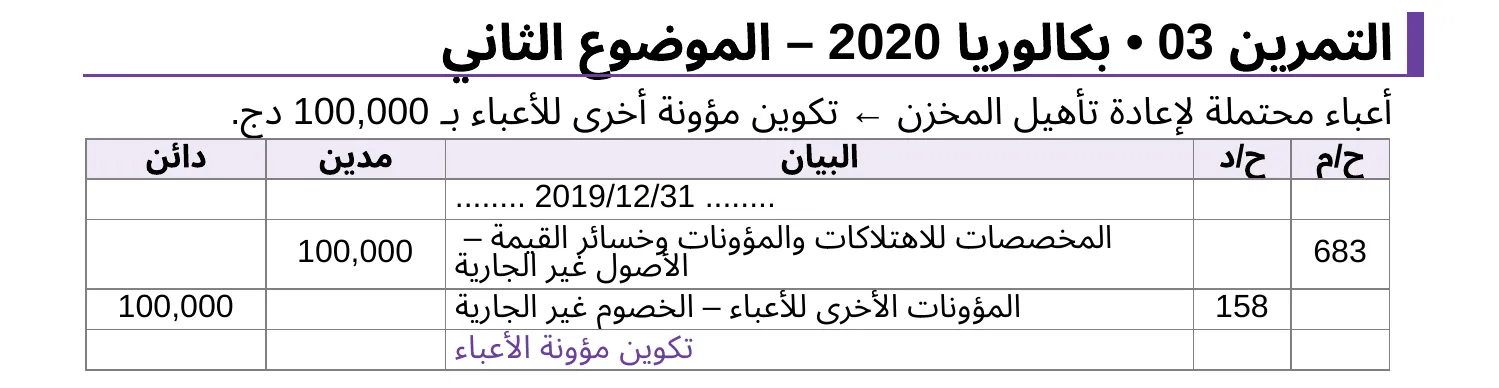 التمرين 03 • بكالوريا 2020 – الموضوع الثاني
أعباء محتملة لإعادة تأهيل المخزن ← تكوين مؤونة أخرى للأعباء بـ 100,000 دج.
ح/م ح/د البيان مدين دائن
........ 2019/12/31 ........
683 المخصصات للاهتلاكات والمؤونات وخسائر القيمة – 100,000
الأصول غير الجارية
158 المؤونات الأخرى للأعباء – الخصوم غير الجارية 100,000
تكوين مؤونة الأعباء